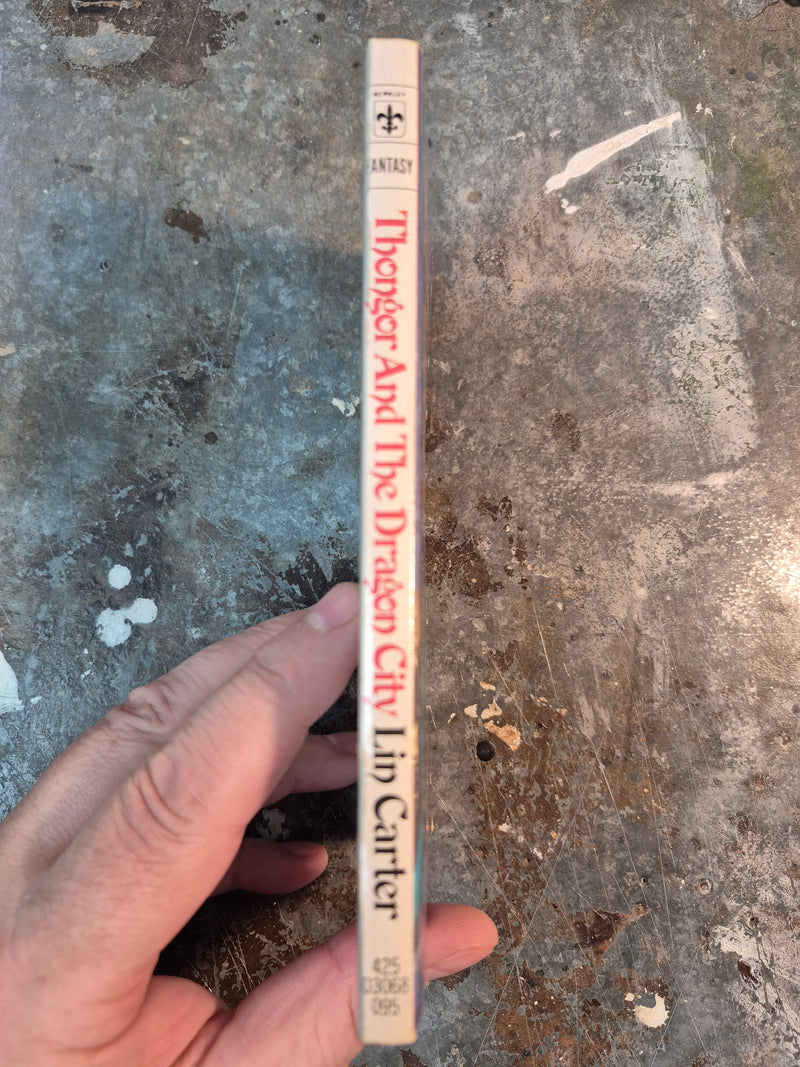 FANTASY
Thongor And The Dragon City Lin Carter
425
03068
095